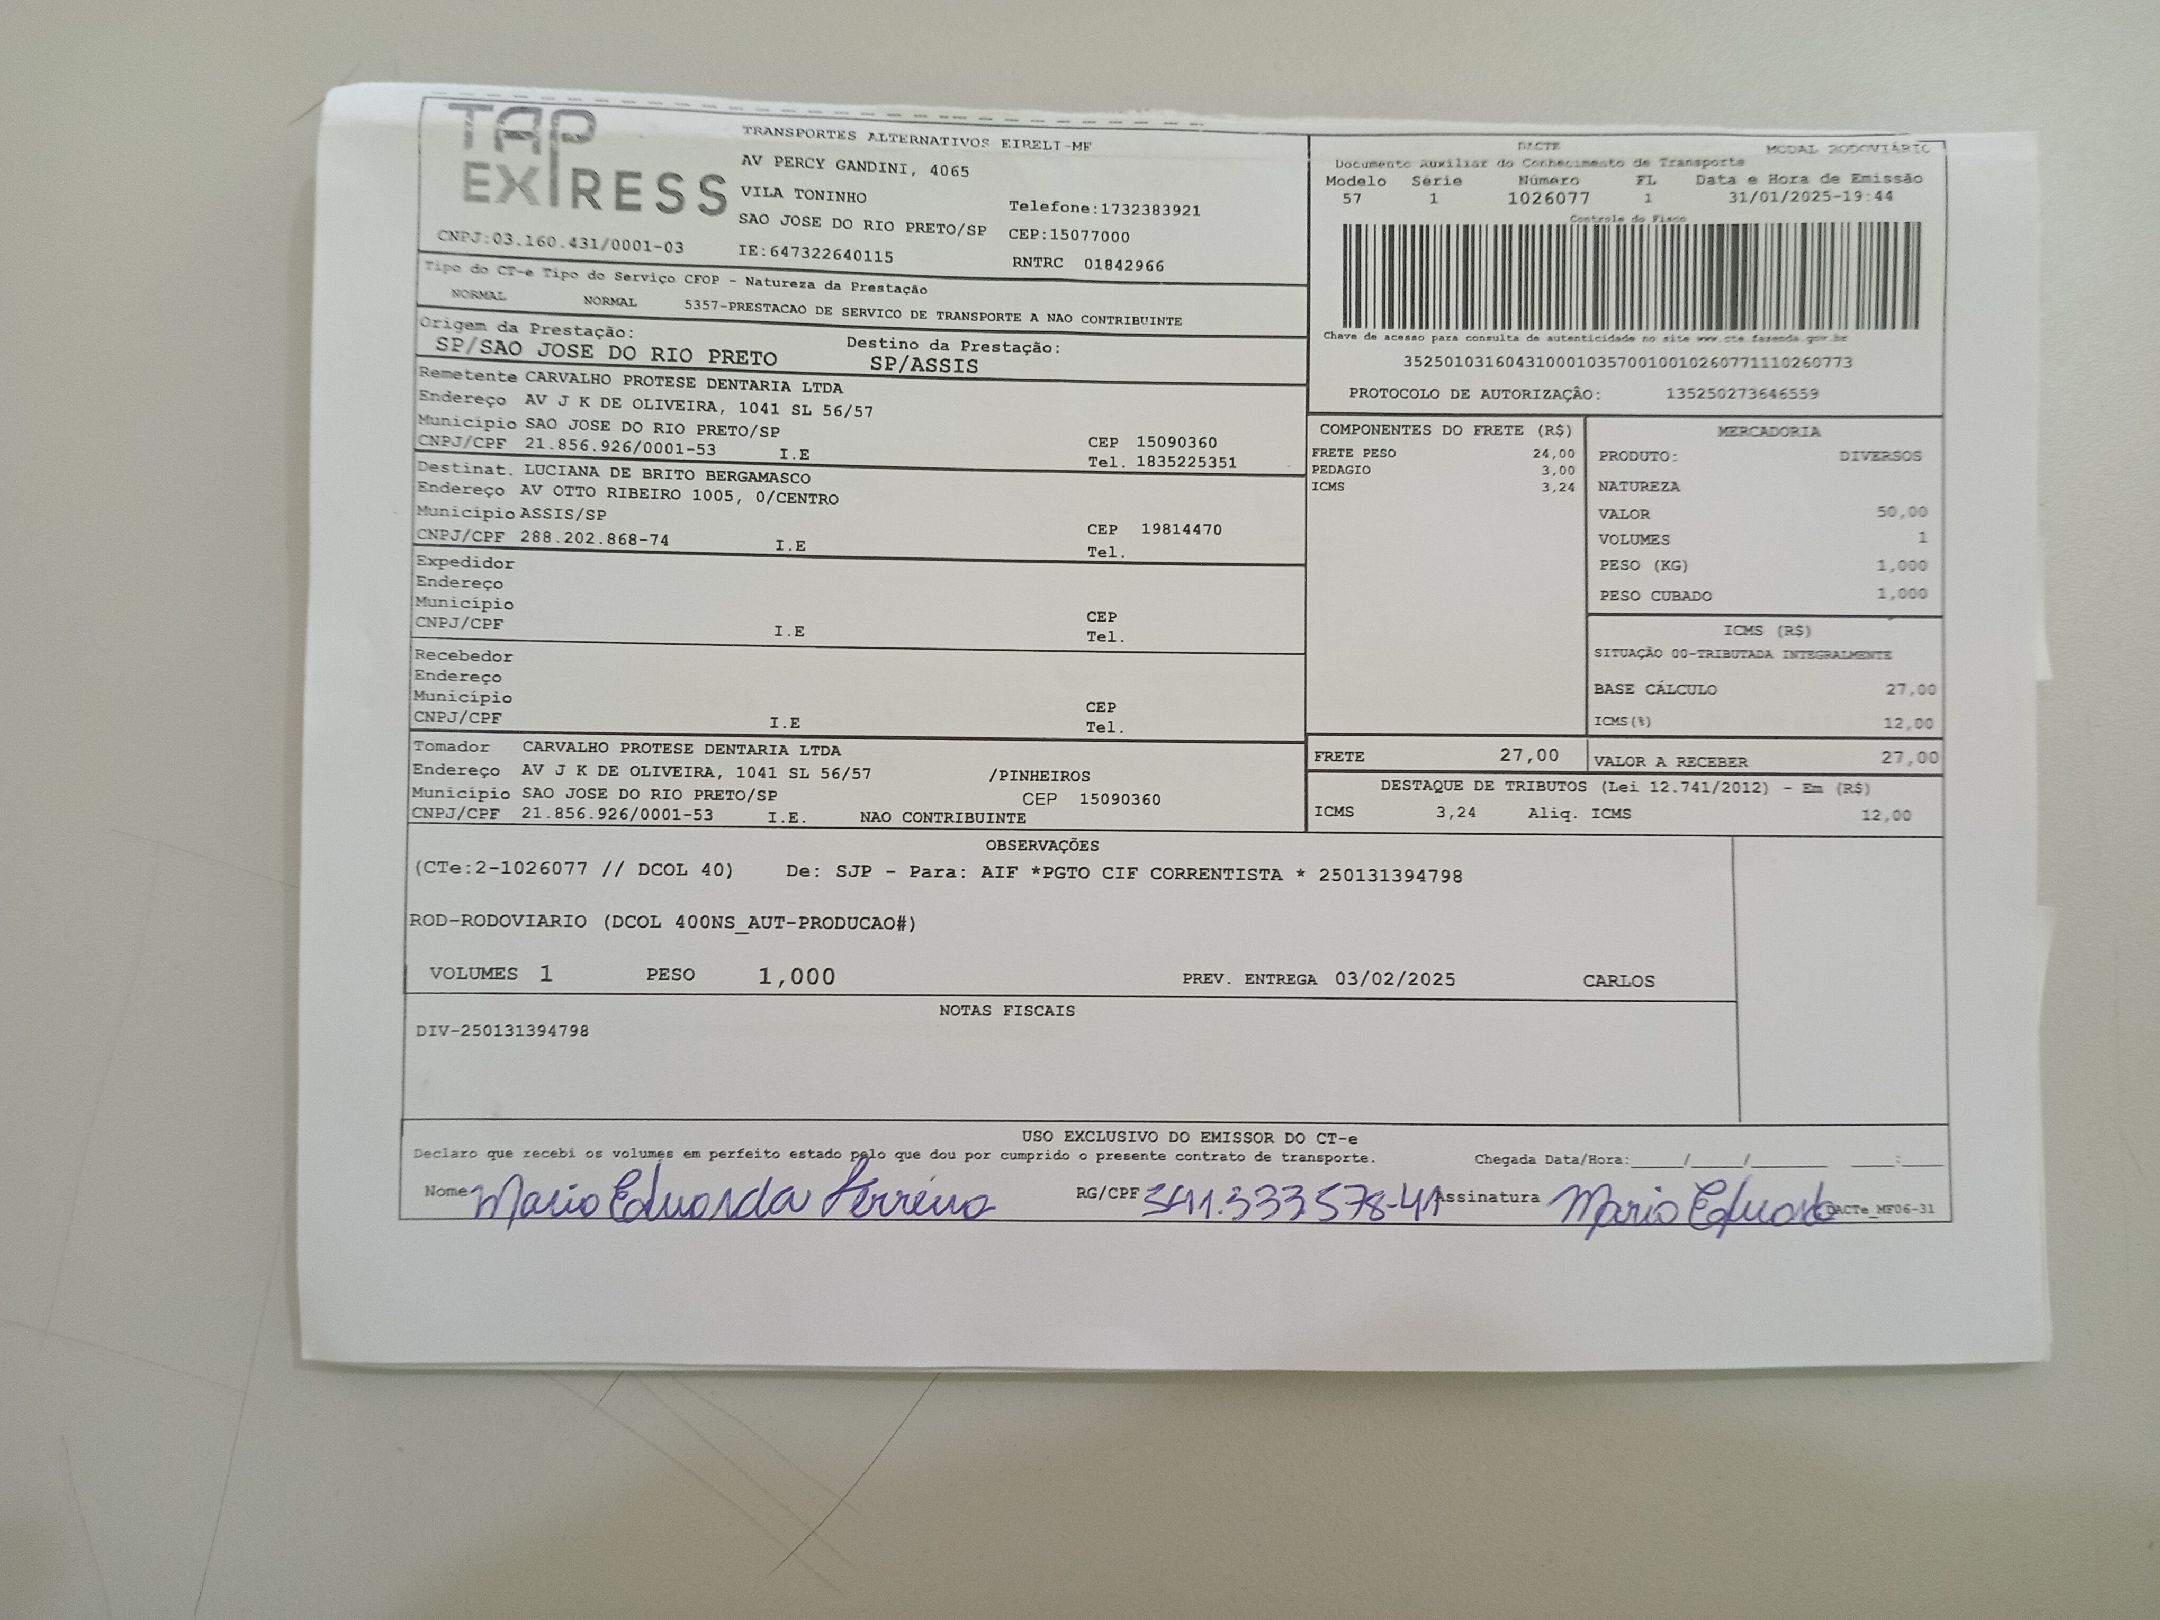 TAP EXPRESS
TRANSPORTES ALTERNATIVOS EIRELI-MF
AV PERCY GANDINI, 4065
VILA TONINHO
Telefone:1732383921
SAO JOSE DO RIO PRETO/SP CEP:15077000
CNPJ:03.160.431/0001-03 IE:647322640115 RNTRC 01842966
Tipo do CT-e Tipo do Serviço CFOP - Natureza da Prestação
NORMAL NORMAL 5357-PRESTACAO DE SERVICO DE TRANSPORTE A NAO CONTRIBUINTE
Origem da Prestação: Destino da Prestação:
SP/SAO JOSE DO RIO PRETO SP/ASSIS
Remetente CARVALHO PROTESE DENTARIA LTDA
Endereço AV J K DE OLIVEIRA, 1041 SL 56/57
Município SAO JOSE DO RIO PRETO/SP CEP 15090360
CNPJ/CPF 21.856.926/0001-53 I.E Tel. 1835225351
Destinat. LUCIANA DE BRITO BERGAMASCO
Endereço AV OTTO RIBEIRO 1005, 0/CENTRO
Município ASSIS/SP CEP 19814470
CNPJ/CPF 288.202.868-74 I.E Tel.
Expedidor
Endereço
Município CEP
CNPJ/CPF I.E Tel.
Recebedor
Endereço
Município CEP
CNPJ/CPF I.E Tel.
Tomador CARVALHO PROTESE DENTARIA LTDA
Endereço AV J K DE OLIVEIRA, 1041 SL 56/57 /PINHEIROS
Município SAO JOSE DO RIO PRETO/SP CEP 15090360
CNPJ/CPF 21.856.926/0001-53 I.E. NAO CONTRIBUINTE
DACTE MODAL RODOVIÁRIO
Documento Auxiliar do Conhecimento de Transporte
Modelo Série Número FL Data e Hora de Emissão
57 1 1026077 1 31/01/2025-19:44
Controle do Fisco
Chave de acesso para consulta de autenticidade no site www.cte.fazenda.gov.br
35250103160431000103570010010260771110260773
PROTOCOLO DE AUTORIZAÇÂO: 135250273646559
COMPONENTES DO FRETE (R$)
FRETE PESO 24,00
PEDAGIO 3,00
ICMS 3,24
MERCADORIA
PRODUTO: DIVERSOS
NATUREZA
VALOR 50,00
VOLUMES 1
PESO (KG) 1,000
PESO CUBADO 1,000
ICMS (R$)
SITUAÇÃO 00-TRIBUTADA INTEGRALMENTE
BASE CÁLCULO 27,00
ICMS(%) 12,00
FRETE 27,00 VALOR A RECEBER 27,00
DESTAQUE DE TRIBUTOS (Lei 12.741/2012) - Em (R$)
ICMS 3,24 Aliq. ICMS 12,00
OBSERVAÇÕES
(CTe:2-1026077 // DCOL 40) De: SJP - Para: AIF *PGTO CIF CORRENTISTA * 250131394798
ROD-RODOVIARIO (DCOL 400NS_AUT-PRODUCAO#)
VOLUMES 1 PESO 1,000 PREV. ENTREGA 03/02/2025 CARLOS
NOTAS FISCAIS
DIV-250131394798
USO EXCLUSIVO DO EMISSOR DO CT-e
Declaro que recebi os volumes em perfeito estado pelo que dou por cumprido o presente contrato de transporte. Chegada Data/Hora:_____/_____/_______ ____:____
Nome Maria Eduarda Ferreira RG/CPF 541.333578-41 Assinatura Maria Eduarda DACTe_MF06-31